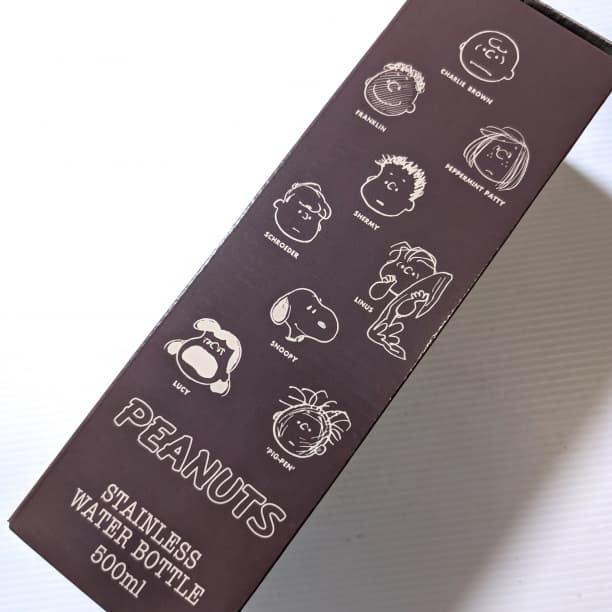 CHARLIE BROWN
FRANKLIN
PEPPERMINT PATTY
SHERMY
SCHROEDER
LINUS
SNOOPY
LUCY
'PIG-PEN'
PEANUTS
STAINLESS
WATER BOTTLE
500ml